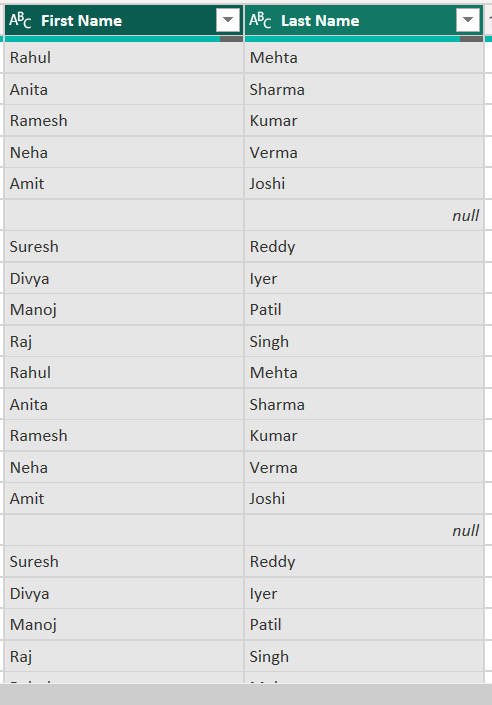 ABC First Name ABC Last Name
Rahul Mehta
Anita Sharma
Ramesh Kumar
Neha Verma
Amit Joshi
null
Suresh Reddy
Divya Iyer
Manoj Patil
Raj Singh
Rahul Mehta
Anita Sharma
Ramesh Kumar
Neha Verma
Amit Joshi
null
Suresh Reddy
Divya Iyer
Manoj Patil
Raj Singh